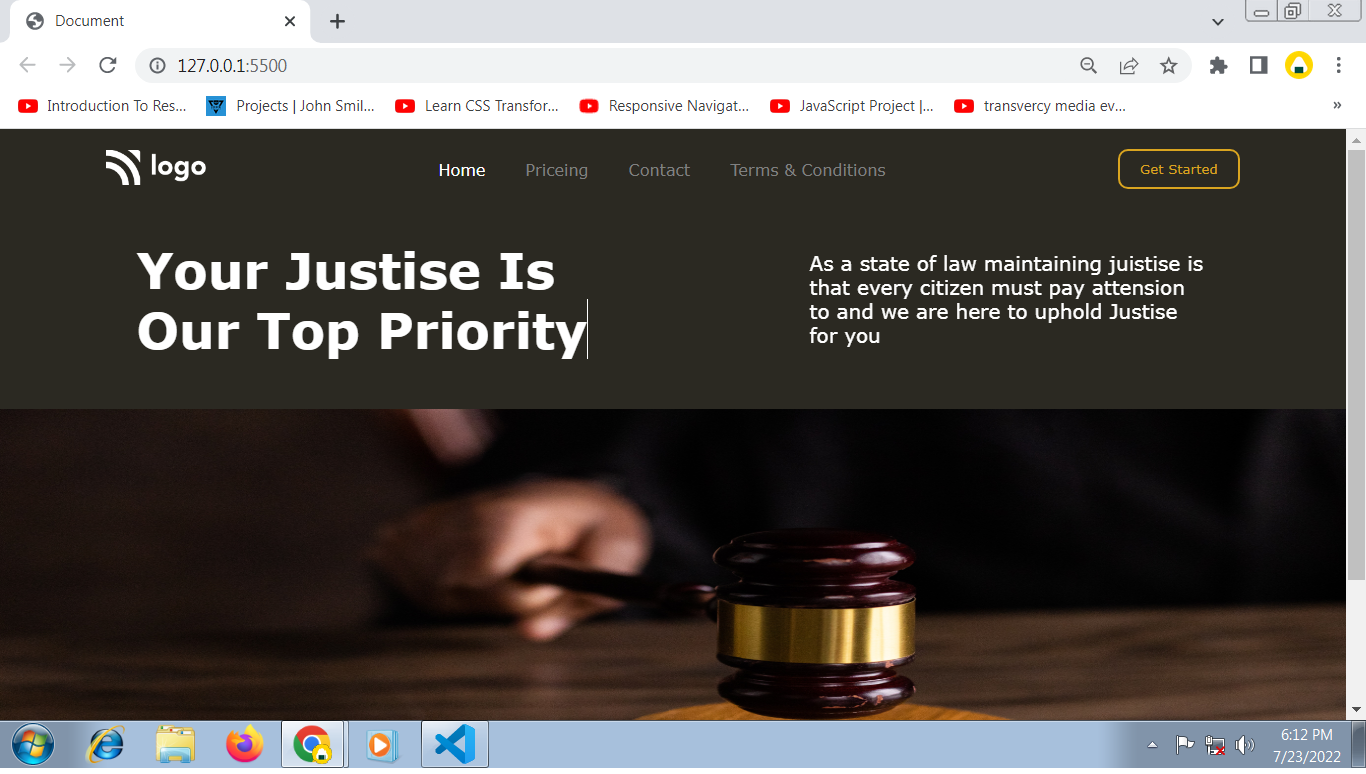 Document
127.0.0.1:5500
Introduction To Res... Projects | John Smil... Learn CSS Transfor... Responsive Navigat... JavaScript Project |... transvercy media ev... »
logo Home Priceing Contact Terms & Conditions Get Started
Your Justise Is
Our Top Priority
As a state of law maintaining juistise is
that every citizen must pay attension
to and we are here to uphold Justise
for you
6:12 PM
7/23/2022